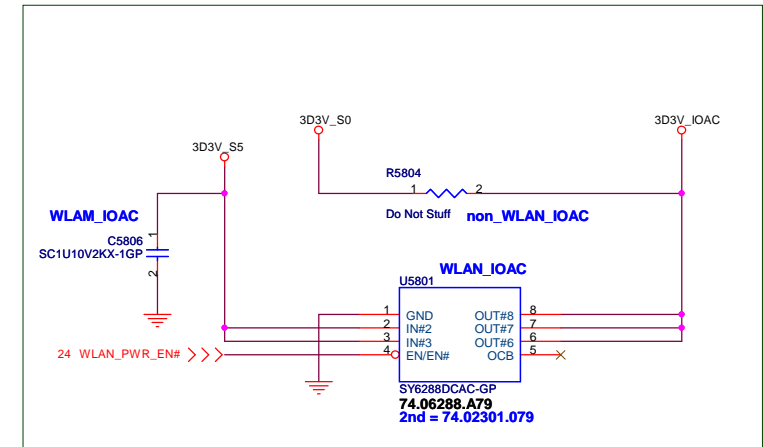 3D3V_S0
3D3V_IOAC
3D3V_S5
R5804
1
2
Do Not Stuff
non_WLAN_IOAC
WLAM_IOAC
1
C5806
SC1U10V2KX-1GP
2
WLAN_IOAC
U5801
1 GND OUT#8 8
2 IN#2 OUT#7 7
3 IN#3 OUT#6 6
4 EN/EN# OCB 5
24 WLAN_PWR_EN#
SY6288DCAC-GP
74.06288.A79
2nd = 74.02301.079